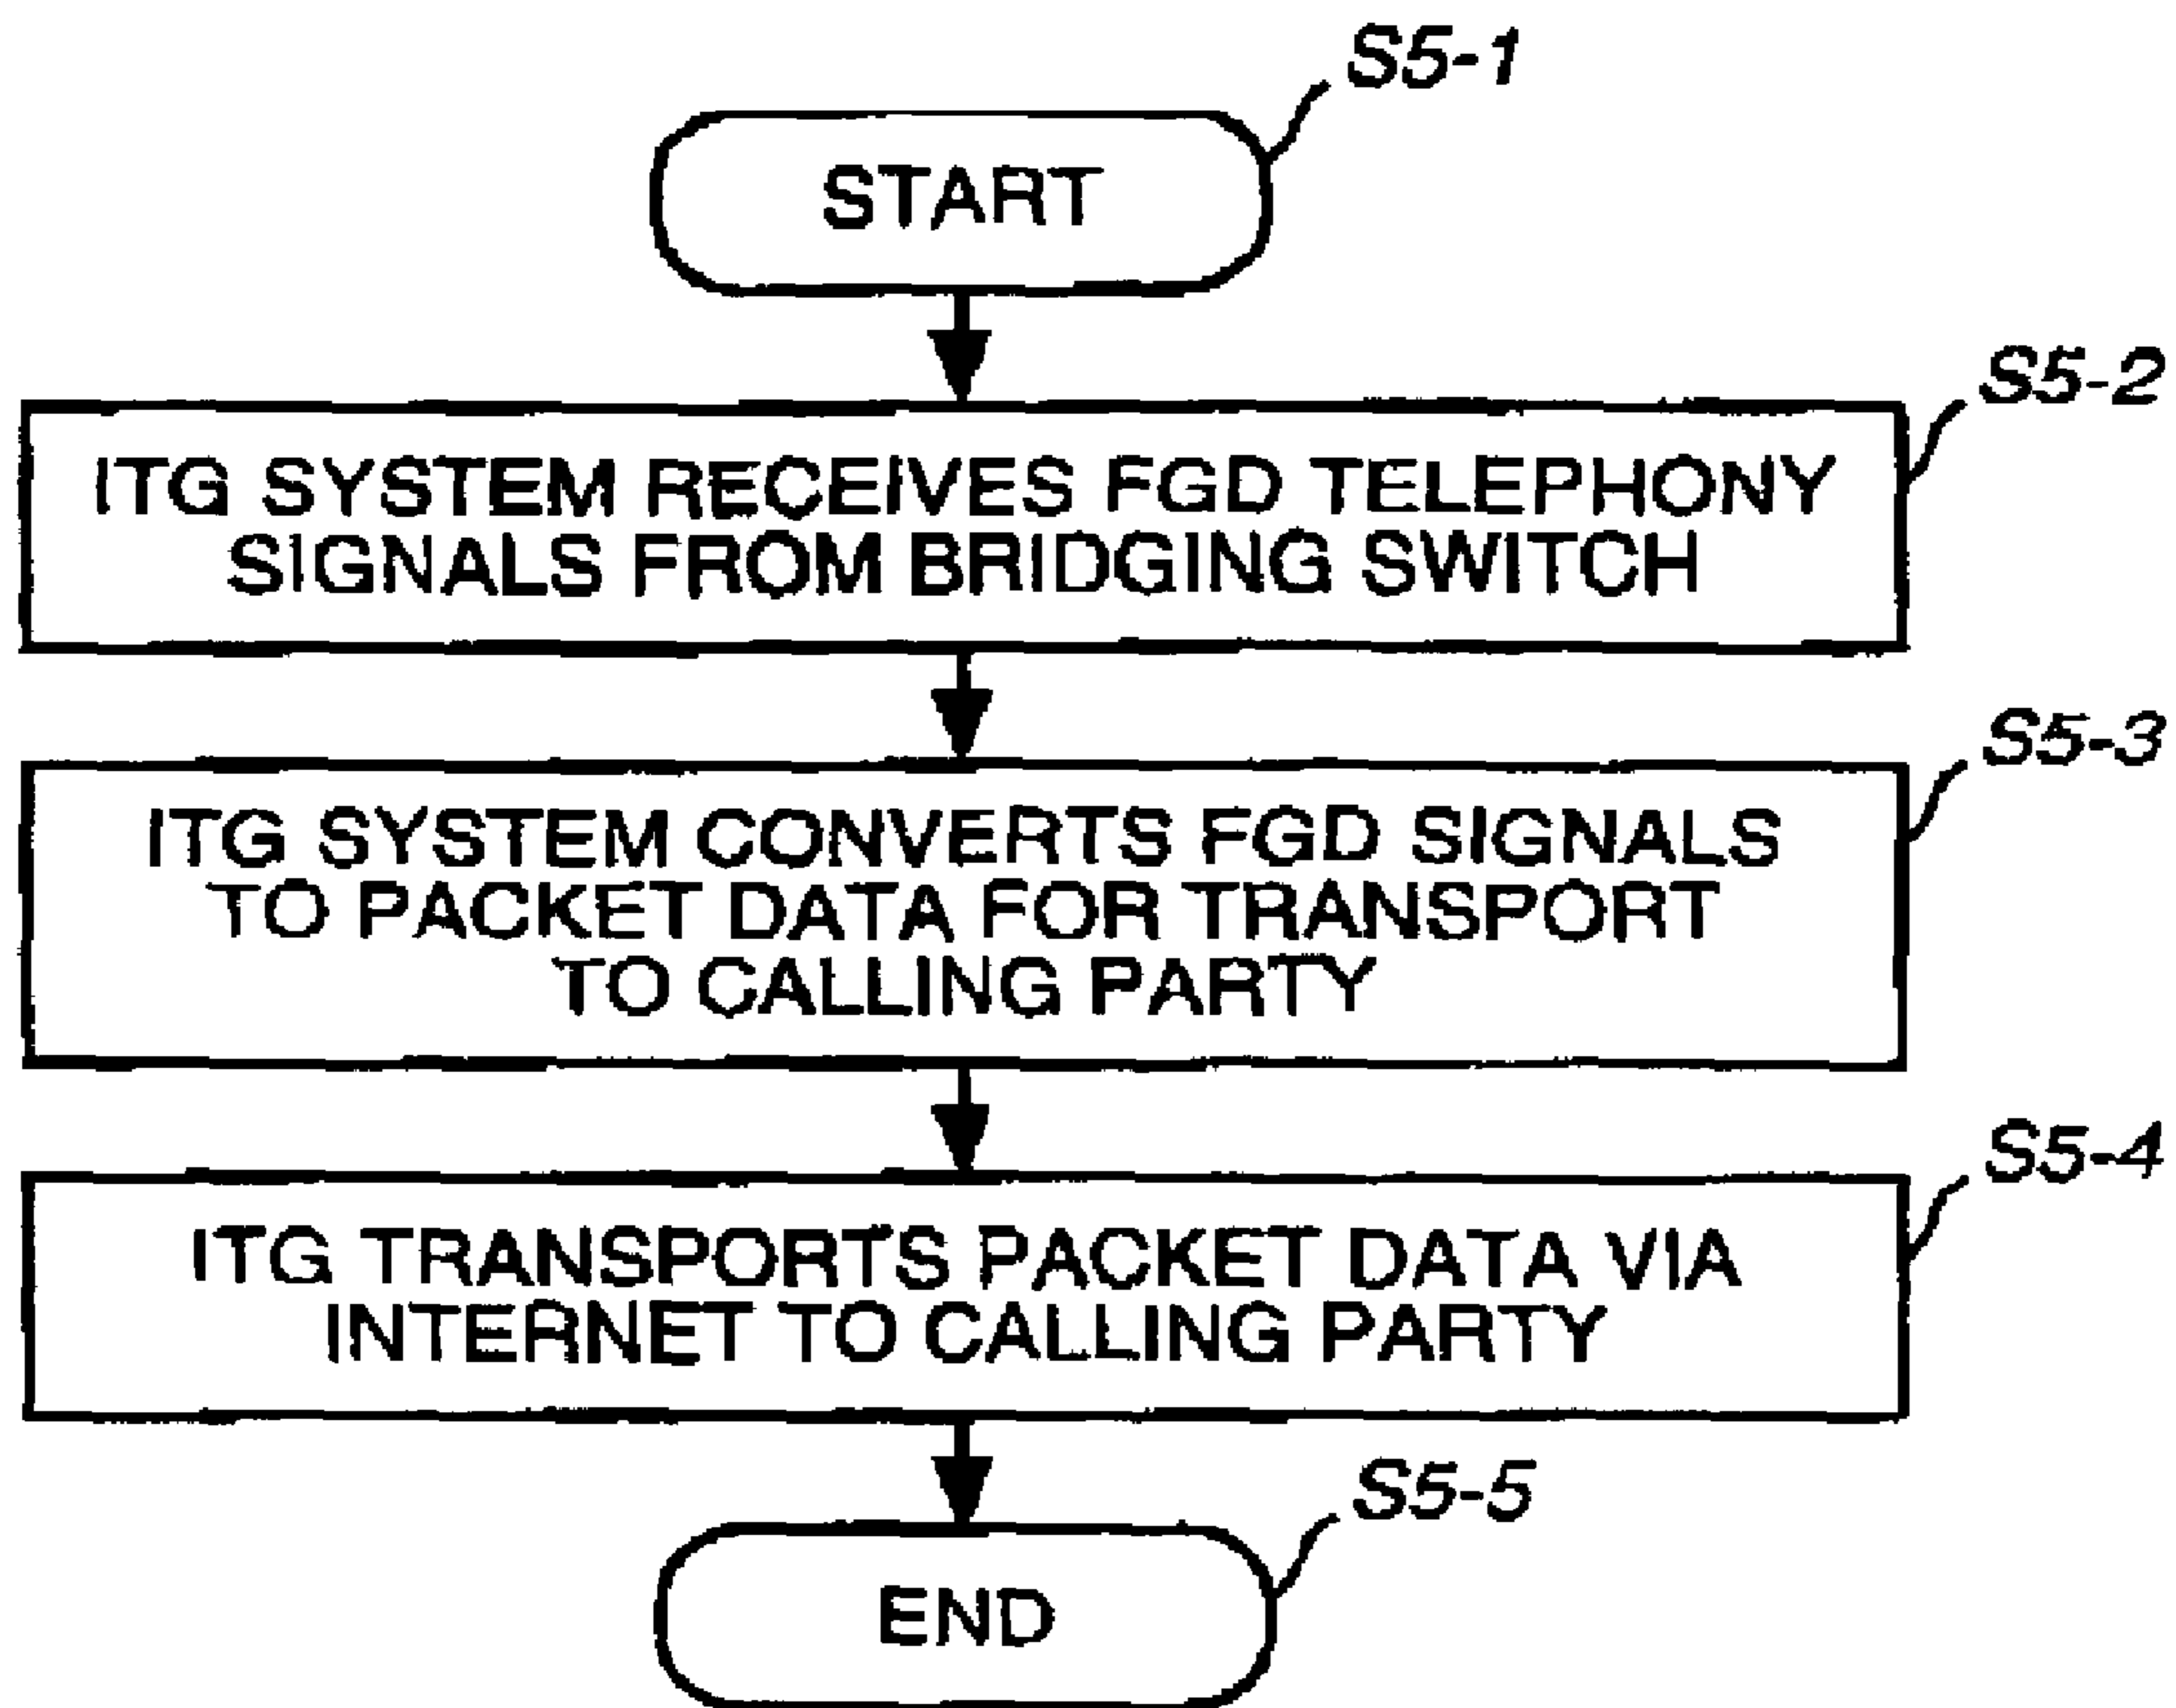 S5-1
START
S5-2
ITG SYSTEM RECEIVES FGD TELEPHONY
SIGNALS FROM BRIDGING SWITCH
S5-3
ITG SYSTEM CONVERTS FGD SIGNALS
TO PACKET DATA FOR TRANSPORT
TO CALLING PARTY
S5-4
ITG TRANSPORTS PACKET DATA VIA
INTERNET TO CALLING PARTY
S5-5
END